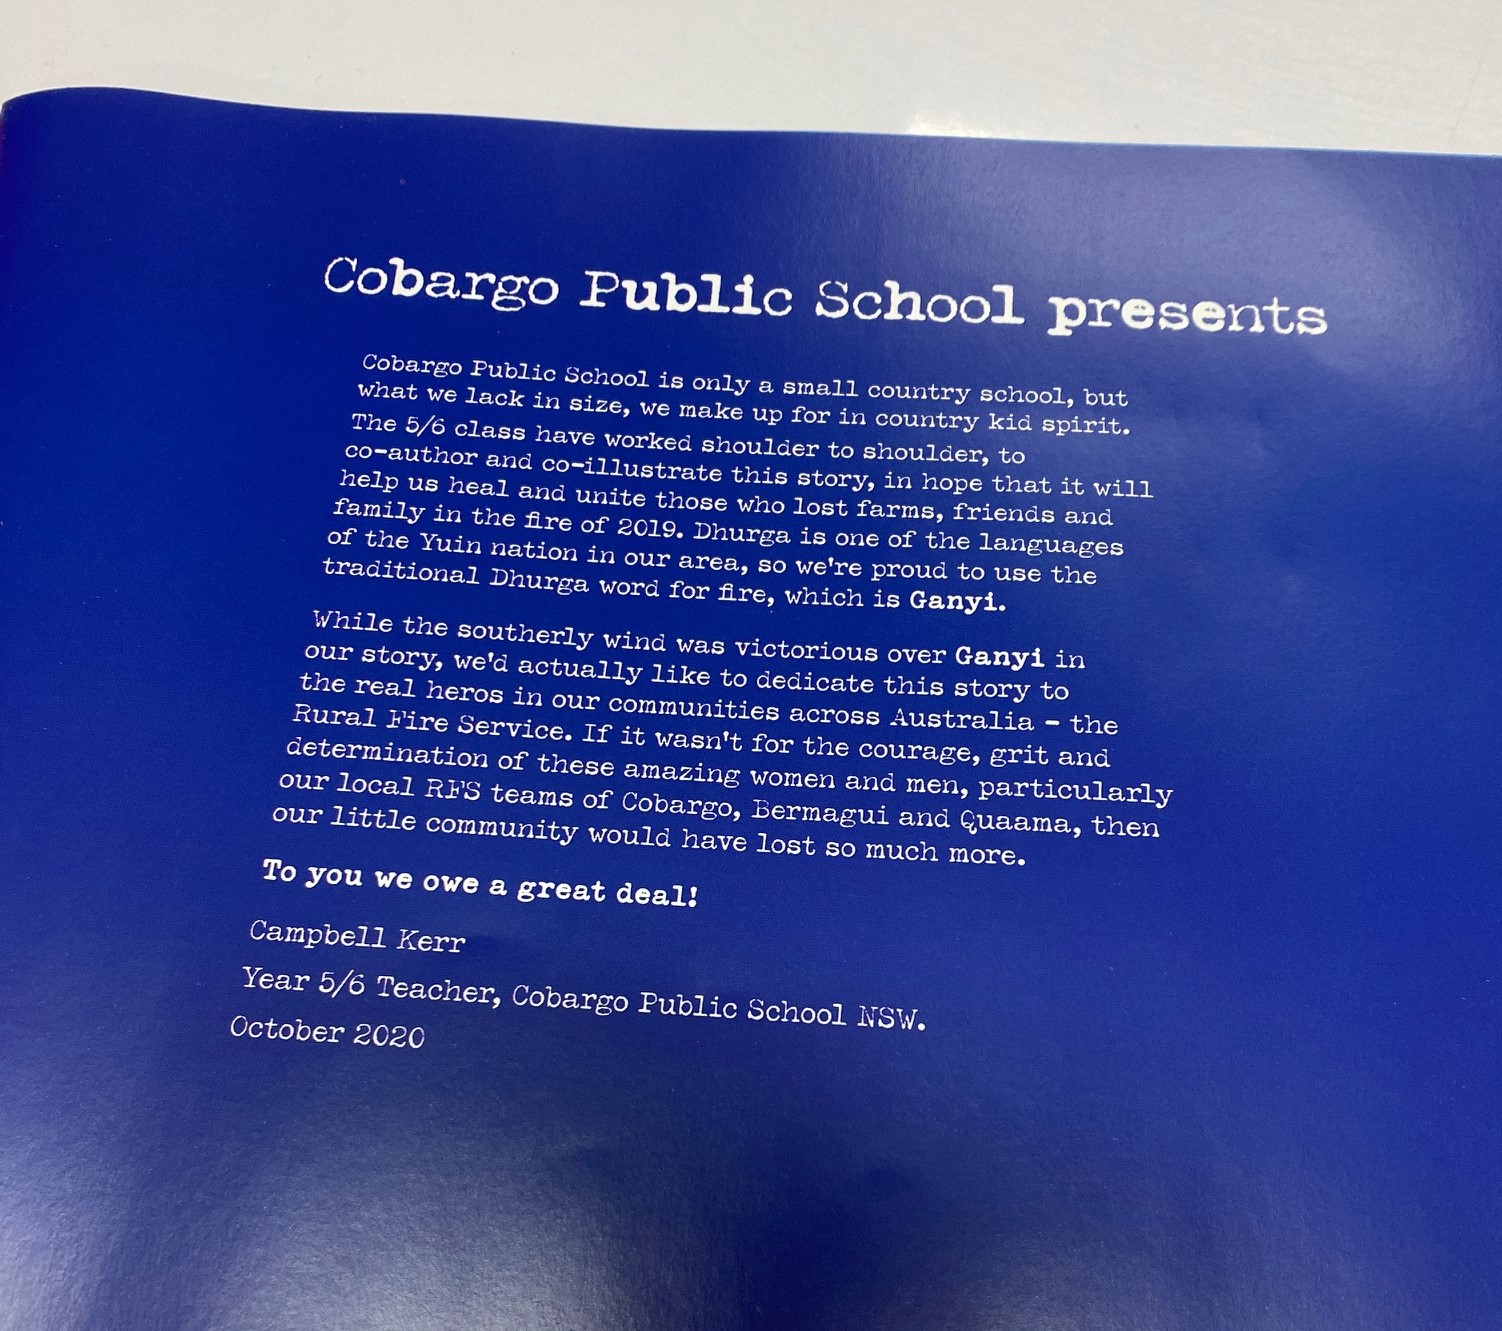 Cobargo Public School presents
Cobargo Public School is only a small country school, but
what we lack in size, we make up for in country kid spirit.
The 5/6 class have worked shoulder to shoulder, to
co-author and co-illustrate this story, in hope that it will
help us heal and unite those who lost farms, friends and
family in the fire of 2019. Dhurga is one of the languages
of the Yuin nation in our area, so we're proud to use the
traditional Dhurga word for fire, which is Ganyi.
While the southerly wind was victorious over Ganyi in
our story, we'd actually like to dedicate this story to
the real heros in our communities across Australia - the
Rural Fire Service. If it wasn't for the courage, grit and
determination of these amazing women and men, particularly
our local RFS teams of Cobargo, Bermagui and Quaama, then
our little community would have lost so much more.
To you we owe a great deal!
Campbell Kerr
Year 5/6 Teacher, Cobargo Public School NSW.
October 2020